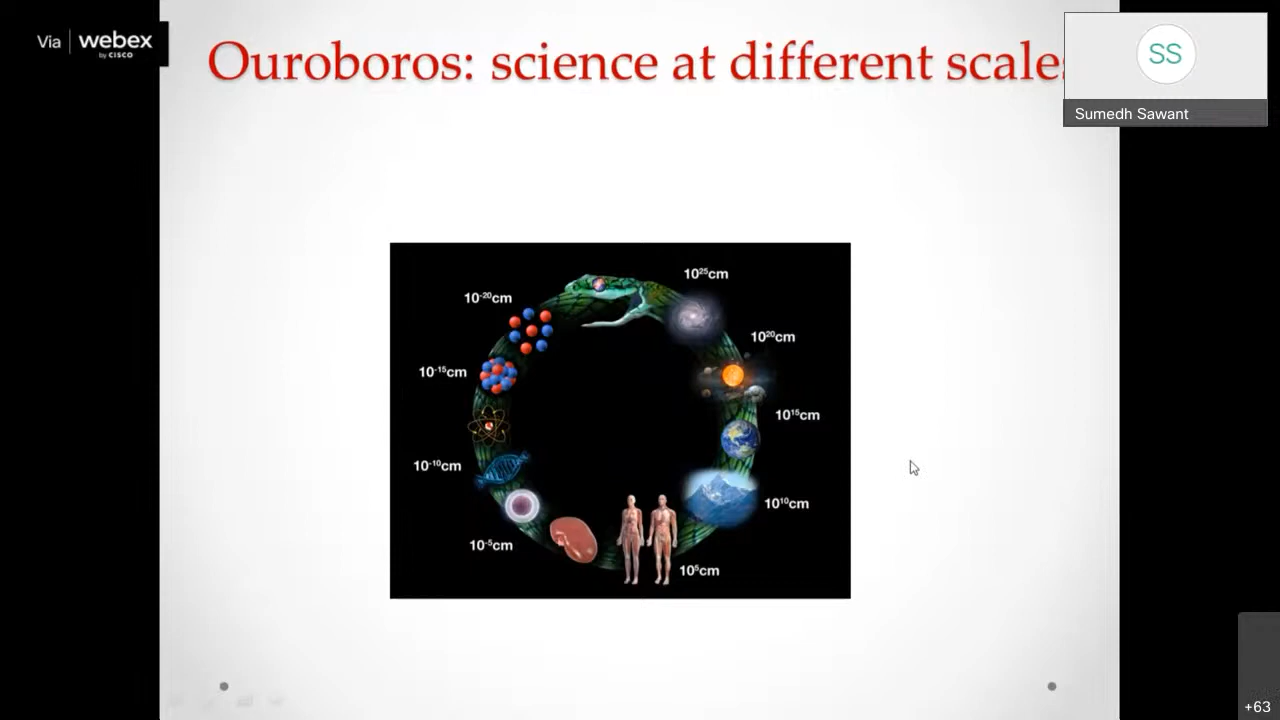 Via webex
by CISCO
Ouroboros: science at different scales
SS
Sumedh Sawant
10²⁵cm
10⁻²⁰cm
10²⁰cm
10⁻¹⁵cm
10¹⁵cm
10⁻¹⁰cm
10¹⁰cm
10⁻⁵cm
10⁵cm
+63